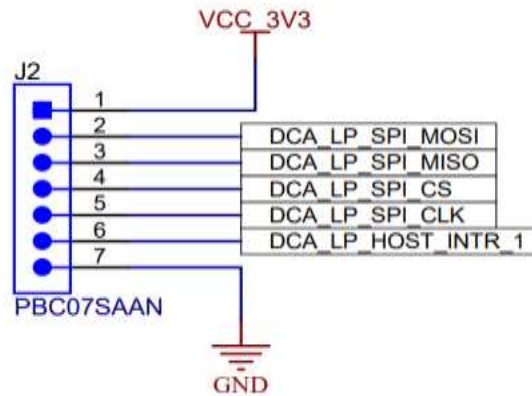 VCC_3V3
J2
1
2 DCA_LP_SPI_MOSI
3 DCA_LP_SPI_MISO
4 DCA_LP_SPI_CS
5 DCA_LP_SPI_CLK
6 DCA_LP_HOST_INTR_1
7
PBC07SAAN
GND